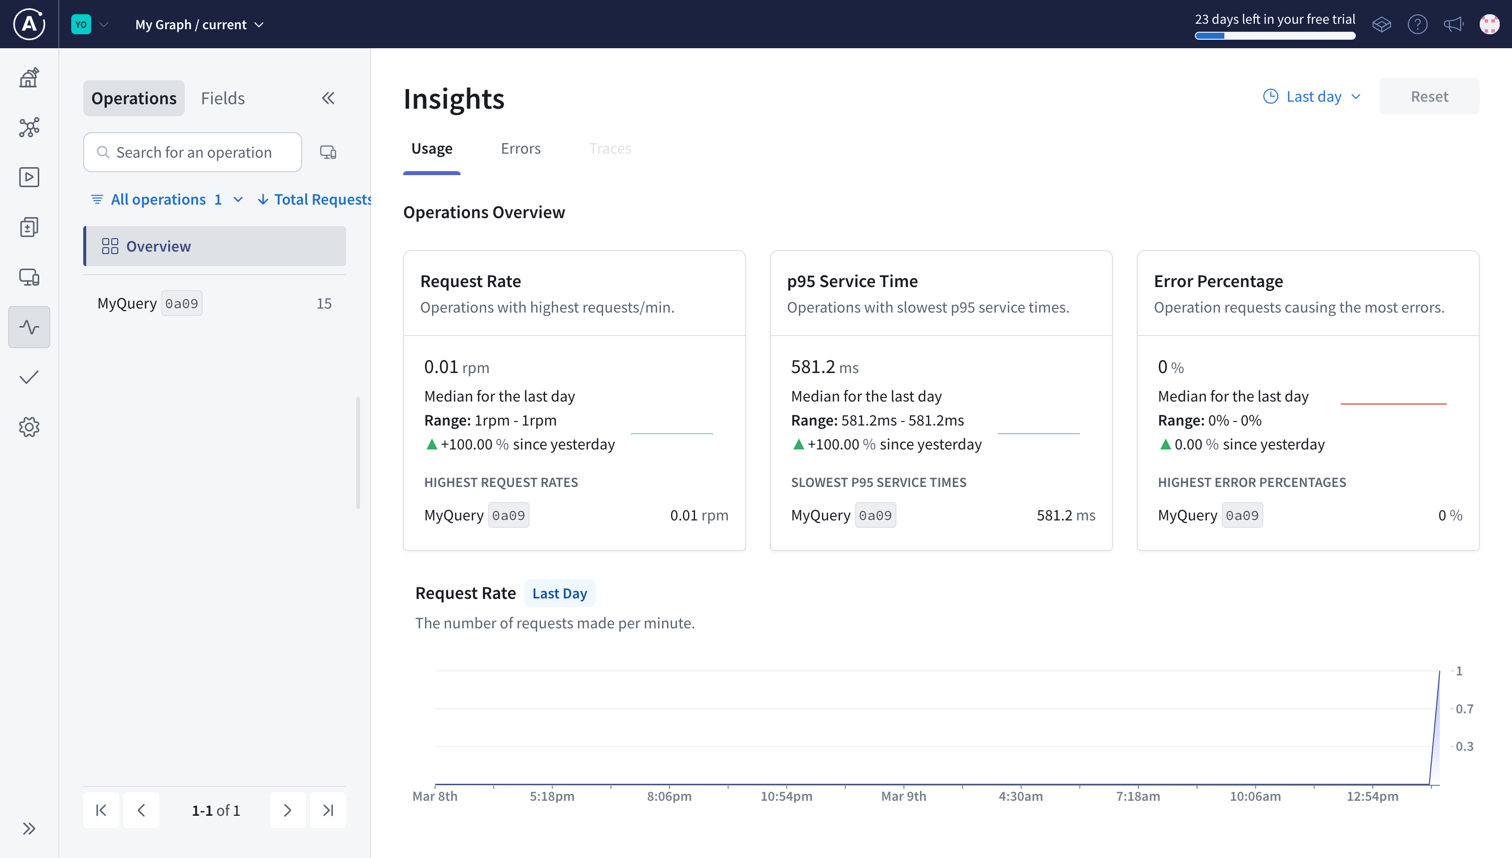 A
YO
My Graph / current
23 days left in your free trial
Operations
Fields
Search for an operation
All operations 1
Total Requests
Overview
MyQuery 0a09 15
1-1 of 1
Insights
Last day
Reset
Usage
Errors
Traces
Operations Overview
Request Rate
Operations with highest requests/min.
0.01 rpm
Median for the last day
Range: 1rpm - 1rpm
+100.00 % since yesterday
HIGHEST REQUEST RATES
MyQuery 0a09 0.01 rpm
p95 Service Time
Operations with slowest p95 service times.
581.2 ms
Median for the last day
Range: 581.2ms - 581.2ms
+100.00 % since yesterday
SLOWEST P95 SERVICE TIMES
MyQuery 0a09 581.2 ms
Error Percentage
Operation requests causing the most errors.
0 %
Median for the last day
Range: 0% - 0%
0.00 % since yesterday
HIGHEST ERROR PERCENTAGES
MyQuery 0a09 0 %
Request Rate Last Day
The number of requests made per minute.
1
0.7
0.3
Mar 8th 5:18pm 8:06pm 10:54pm Mar 9th 4:30am 7:18am 10:06am 12:54pm